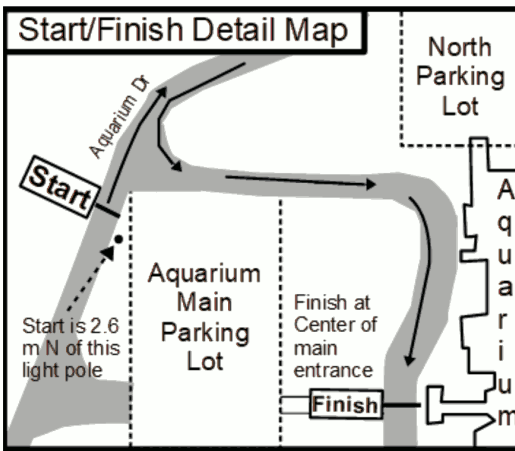 Start/Finish Detail Map
North
Parking
Lot
Aquarium Dr
Start
Aquarium
Aquarium
Main
Parking
Lot
Finish at
Center of
main
entrance
Start is 2.6
m N of this
light pole
Finish